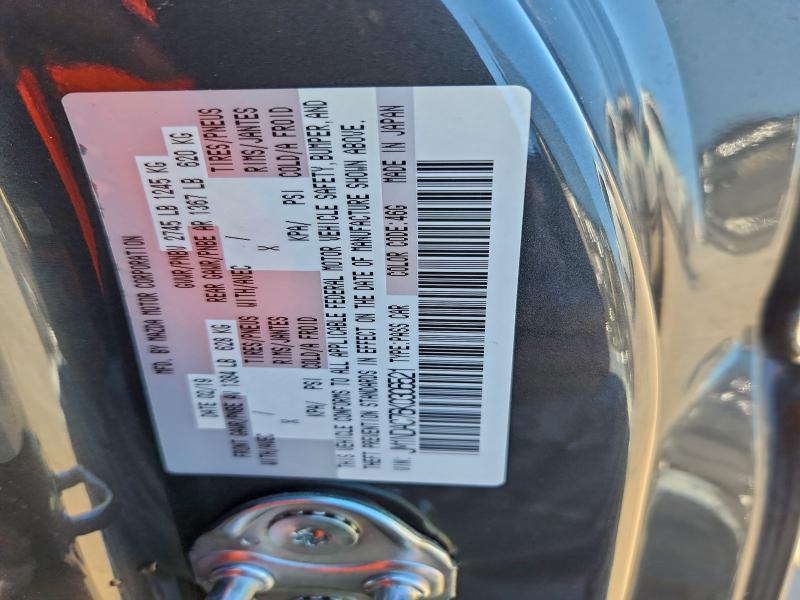 MFD. BY MAZDA MOTOR CORPORATION
DATE 02/19 GVWR/PNBV 2745 LB 1245 KG
FRONT GAWR/PNBE AV 1384 LB 628 KG REAR GAWR/PNBE AR 1367 LB 620 KG
WITH/AVEC / TIRES/PNEUS WITH/AVEC / TIRES/PNEUS
X RIMS/JANTES X RIMS/JANTES
KPA/ PSI COLD/A FROID KPA/ PSI COLD/A FROID
THIS VEHICLE CONFORMS TO ALL APPLICABLE FEDERAL MOTOR VEHICLE SAFETY, BUMPER, AND
THEFT PREVENTION STANDARDS IN EFFECT ON THE DATE OF MANUFACTURE SHOWN ABOVE.
VIN: TYPE:PASS CAR COLOR CODE:46G MADE IN JAPAN